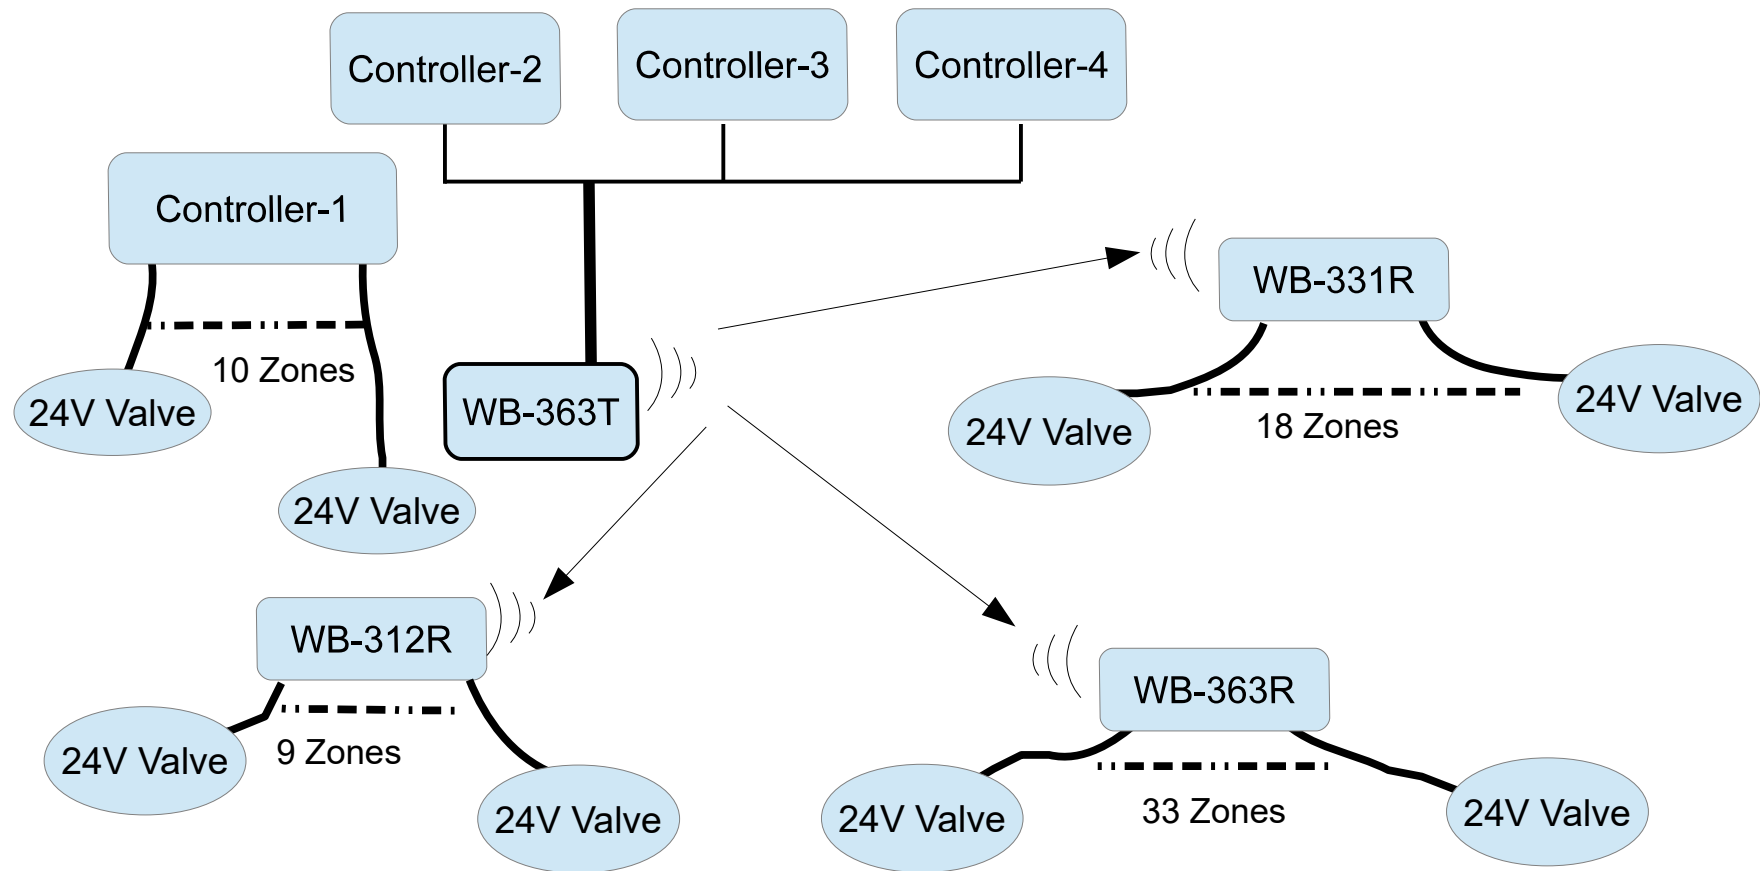 Controller-2
Controller-3
Controller-4
Controller-1
WB-331R
10 Zones
24V Valve
WB-363T
24V Valve
24V Valve
18 Zones
24V Valve
WB-312R
WB-363R
24V Valve
9 Zones
24V Valve
24V Valve
33 Zones
24V Valve